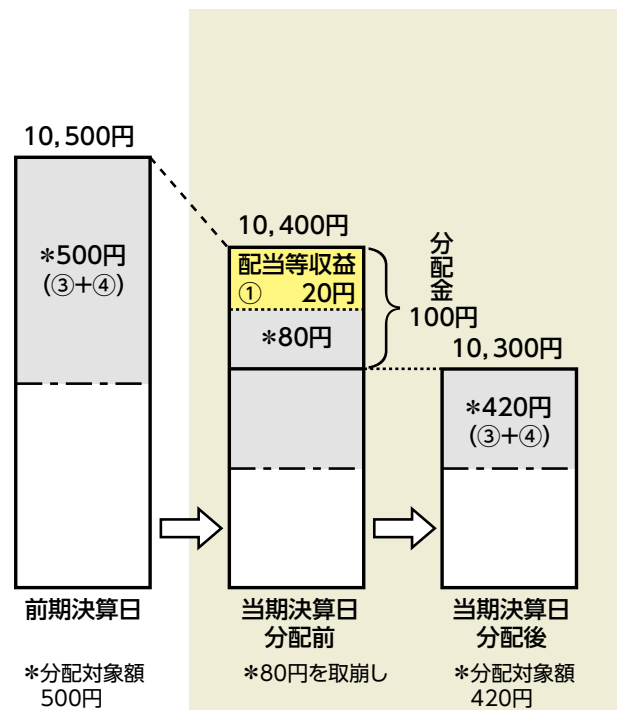 10,500円
*500円
(③+④)
10,400円
配当等収益
① 20円
*80円
分配金
100円
10,300円
*420円
(③+④)
前期決算日
当期決算日
分配前
当期決算日
分配後
*分配対象額
500円
*80円を取崩し
*分配対象額
420円